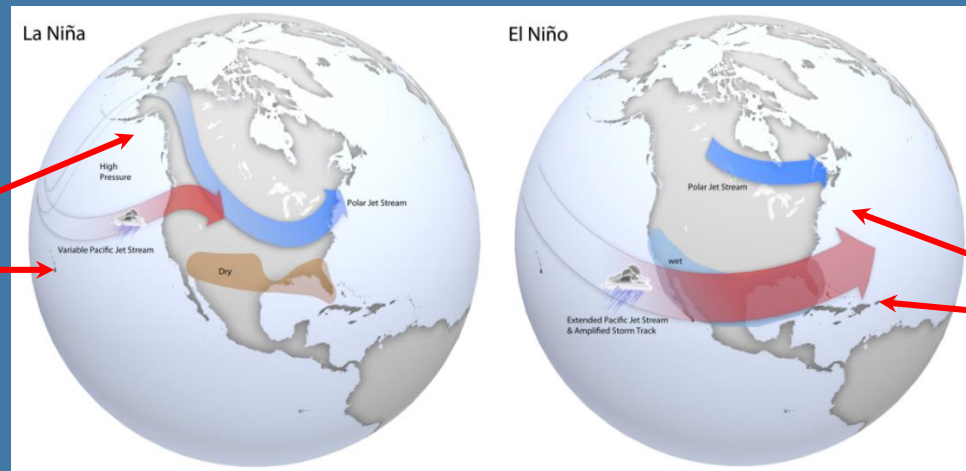 La Niña
High
Pressure
Polar Jet Stream
Variable Pacific Jet Stream
Dry
El Niño
Polar Jet Stream
wet
Extended Pacific Jet Stream
& Amplified Storm Track